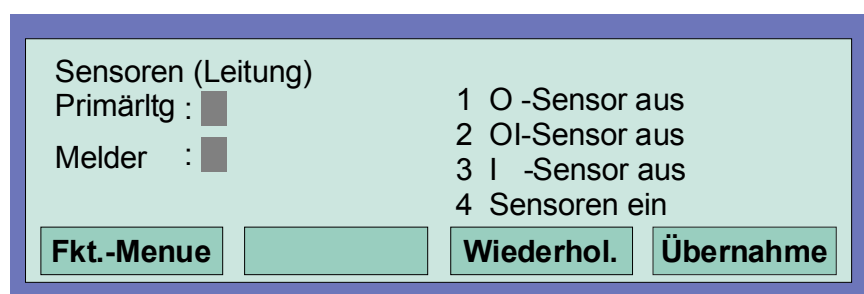 Sensoren (Leitung)
Primärltg :
Melder :
1 O -Sensor aus
2 OI-Sensor aus
3 I -Sensor aus
4 Sensoren ein
Fkt.-Menue
Wiederhol.
Übernahme